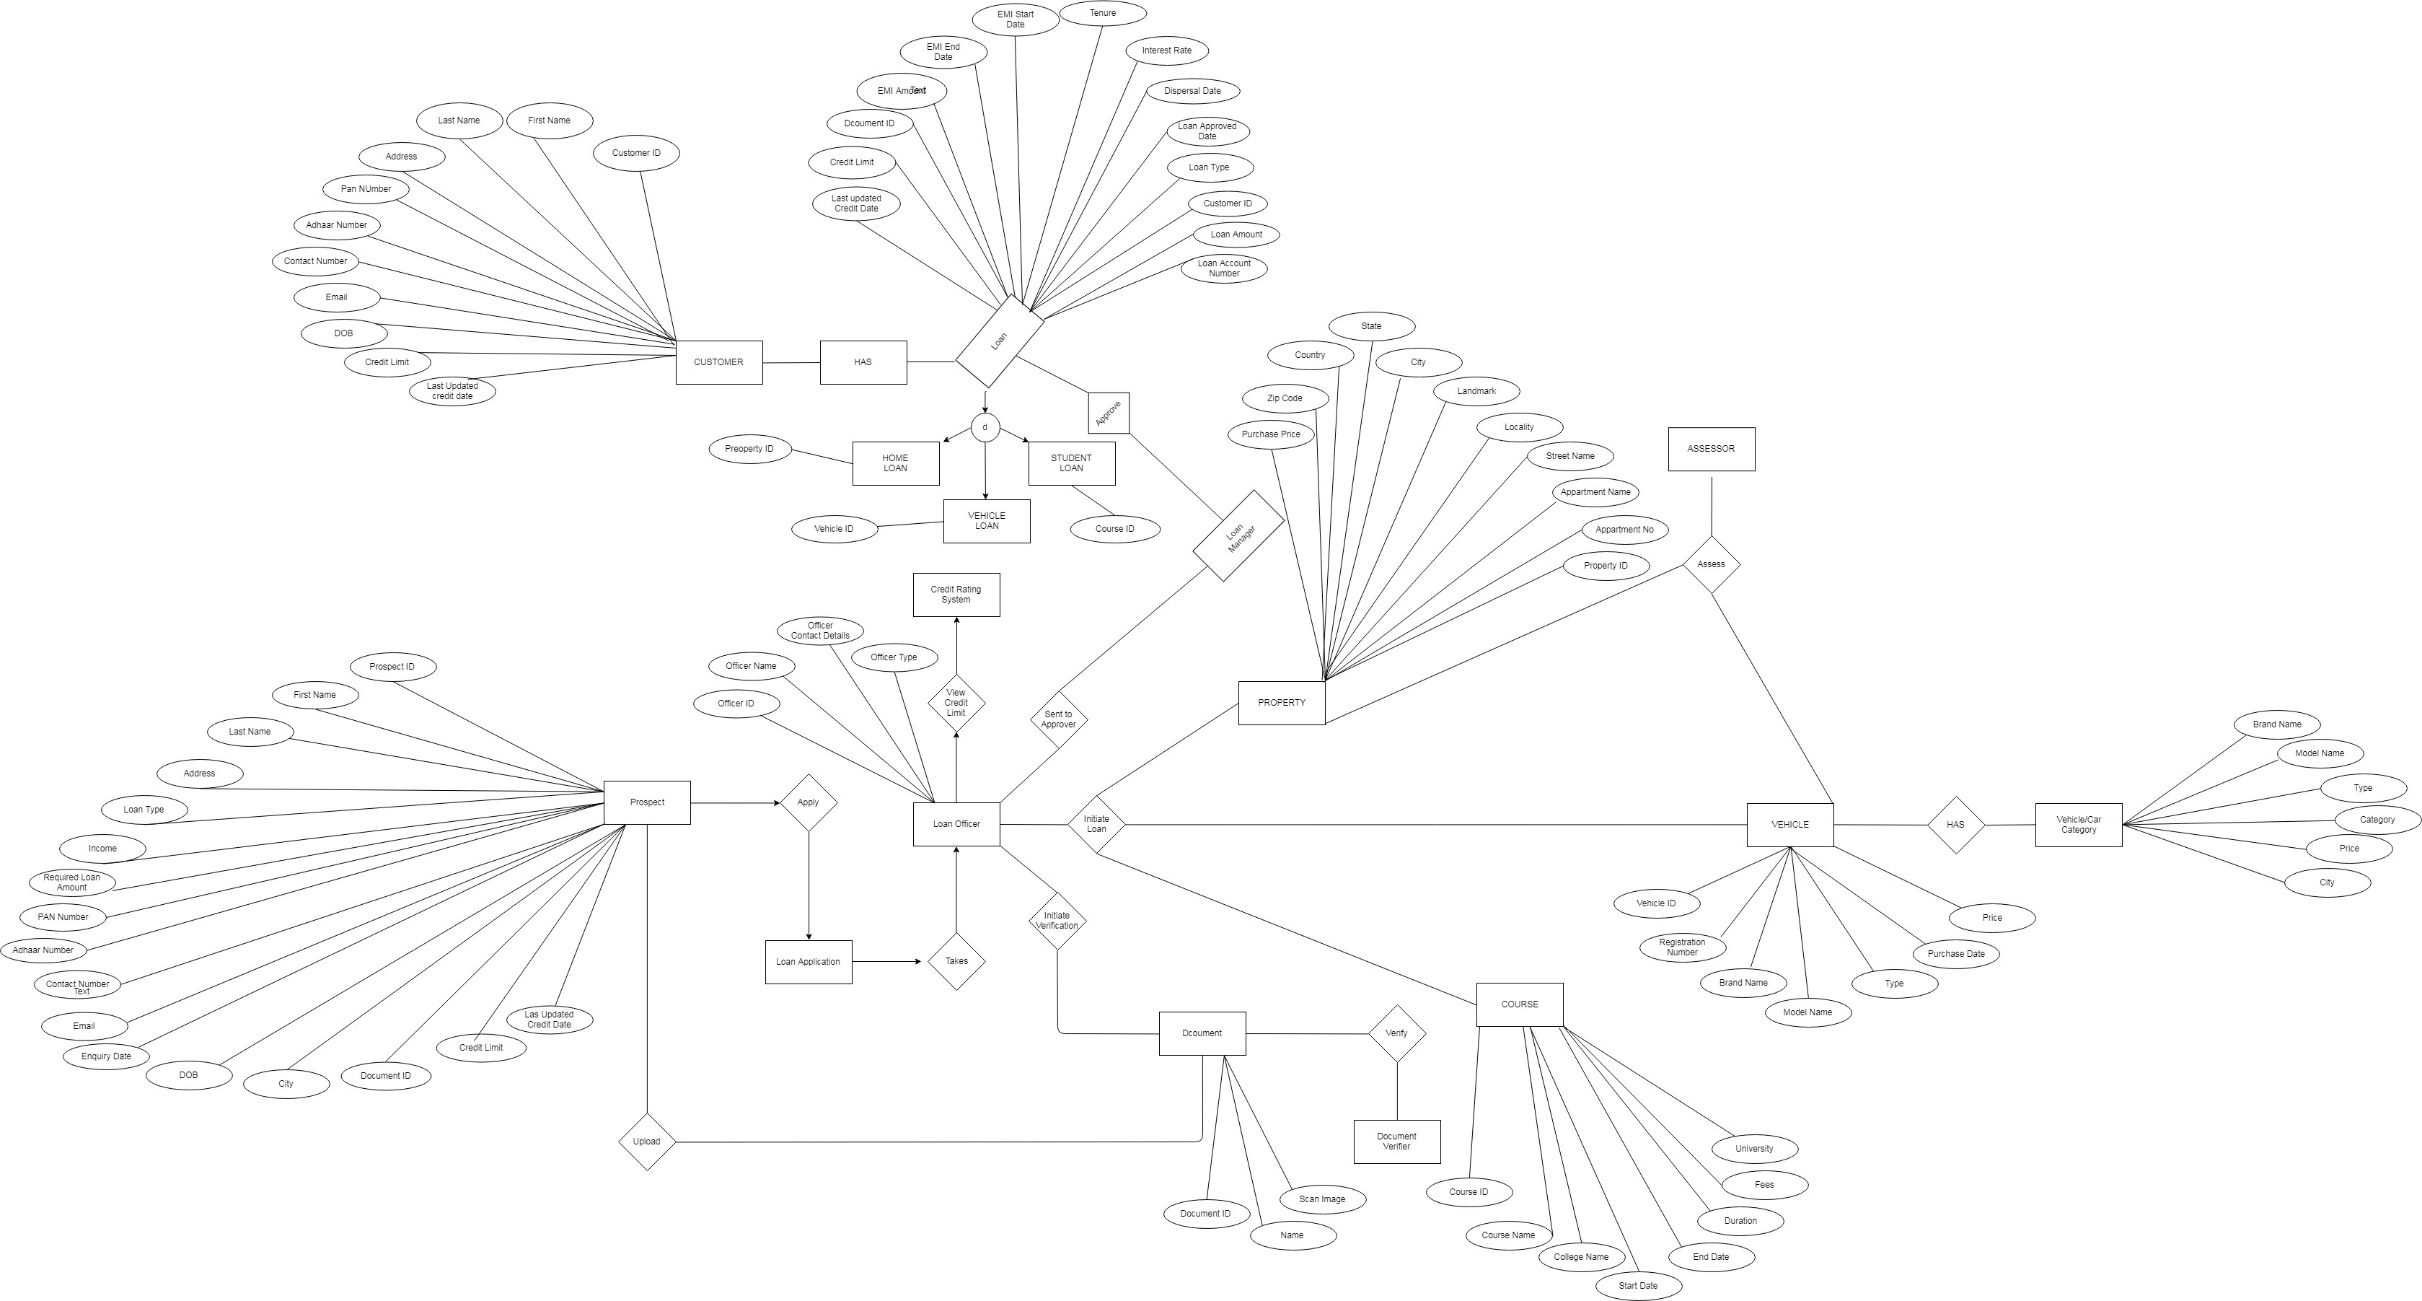 EMI Start
Date
Tenure
EMI End
Date
Interest Rate
EMI Amount
Text
Dispersal Date
Last Name
First Name
Dcoument ID
Loan Approved
Date
Customer ID
Address
Credit Limit
Loan Type
Pan NUmber
Last updated
Credit Date
Customer ID
Adhaar Number
Loan Amount
Contact Number
Loan Account
Number
Email
DOB
Credit Limit
Last Updated
credit date
CUSTOMER
HAS
Loan
State
Country
City
Zip Code
Landmark
Approve
Purchase Price
Locality
d
Preoperty ID
HOME
LOAN
STUDENT
LOAN
ASSESSOR
Street Name
Appartment Name
Vehicle ID
VEHICLE
LOAN
Course ID
Loan
Manager
Appartment No
Property ID
Assess
Credit Rating
System
Officer
Contact Details
Officer Type
Officer Name
Officer ID
View
Credit
Limit
Sent to
Approver
PROPERTY
Prospect ID
First Name
Last Name
Address
Loan Type
Income
Required Loan
Amount
PAN Number
Adhaar Number
Contact Number
Text
Email
Enquiry Date
DOB
City
Document ID
Credit Limit
Las Updated
Credit Date
Prospect
Apply
Loan Officer
Initiate
Loan
VEHICLE
HAS
Vehicle/Car
Category
Brand Name
Model Name
Type
Category
Price
City
Vehicle ID
Registration
Number
Brand Name
Model Name
Type
Purchase Date
Price
Initiate
Verification
Loan Application
Takes
COURSE
Dcoument
Verify
Upload
Document
Verifier
University
Fees
Duration
End Date
Start Date
College Name
Course Name
Course ID
Scan Image
Document ID
Name